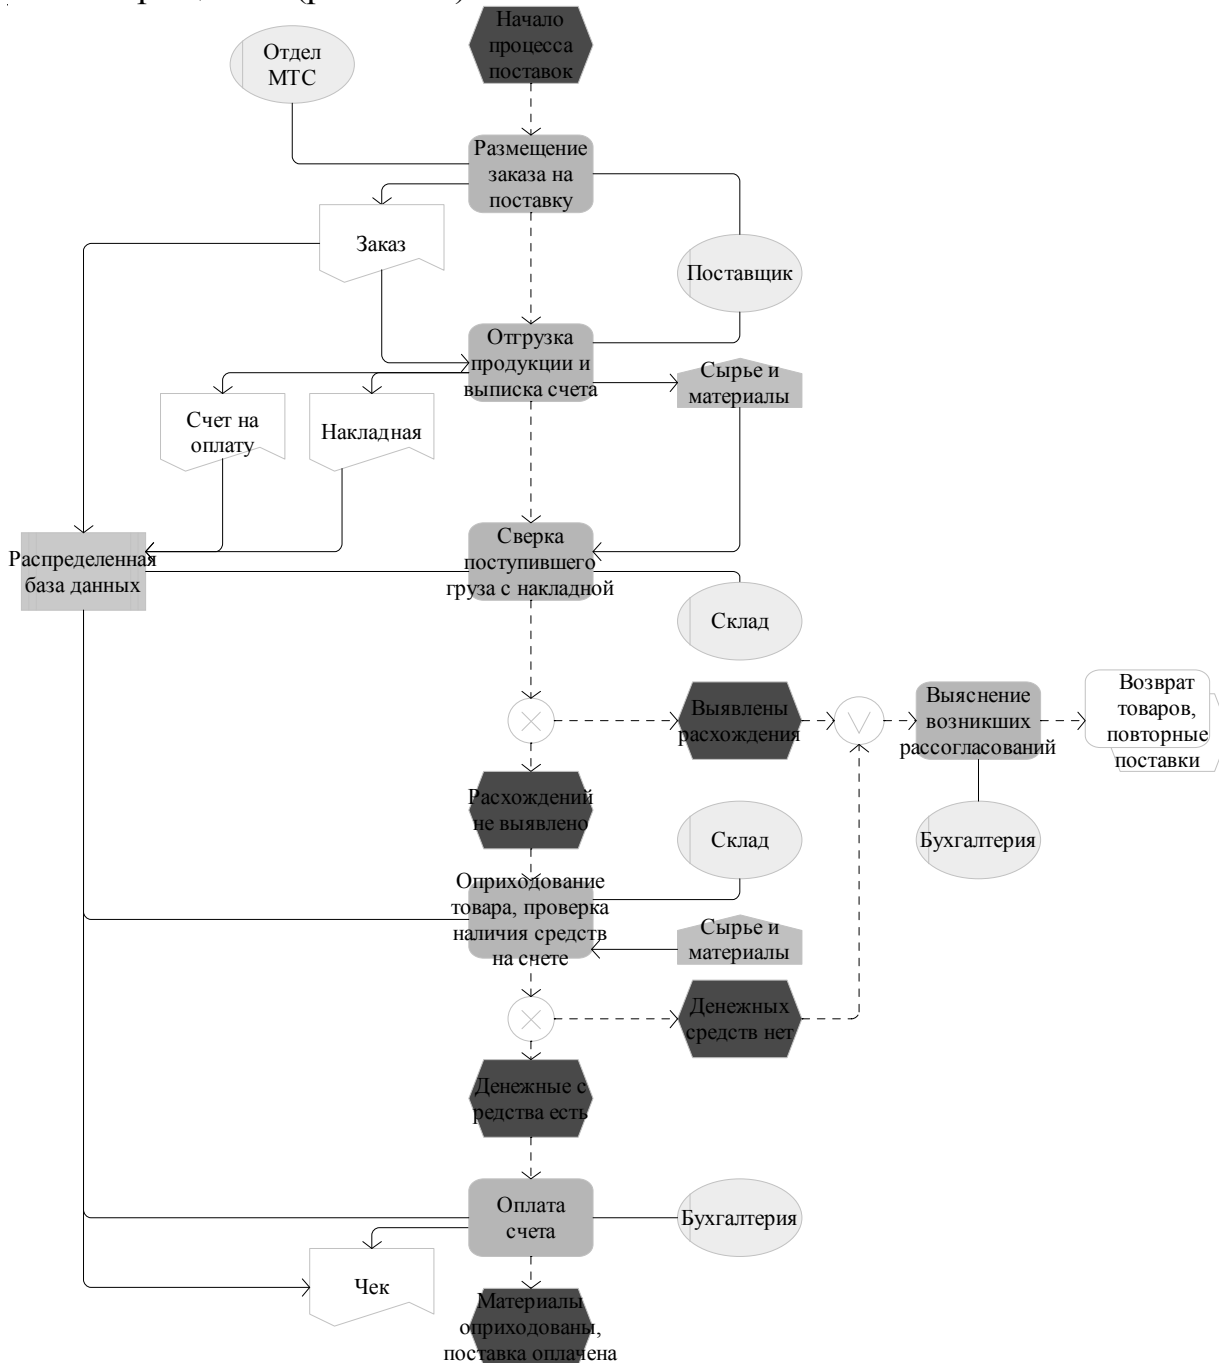 Начало
процесса
поставок
Отдел
МТС
Размещение
заказа на
поставку
Заказ
Поставщик
Отгрузка
продукции и
выписка счета
Сырье и
материалы
Счет на
оплату
Накладная
Сверка
поступившего
груза с накладной
Распределенная
база данных
Склад
Выявлены
расхождения
Выяснение
возникших
рассогласований
Возврат
товаров,
повторные
поставки
Расхождений
не выявлено
Склад
Бухгалтерия
Оприходование
товара, проверка
наличия средств
на счете
Сырье и
материалы
Денежных
средств нет
Денежные с
редства есть
Оплата
счета
Бухгалтерия
Чек
Материалы
оприходованы,
поставка оплачена